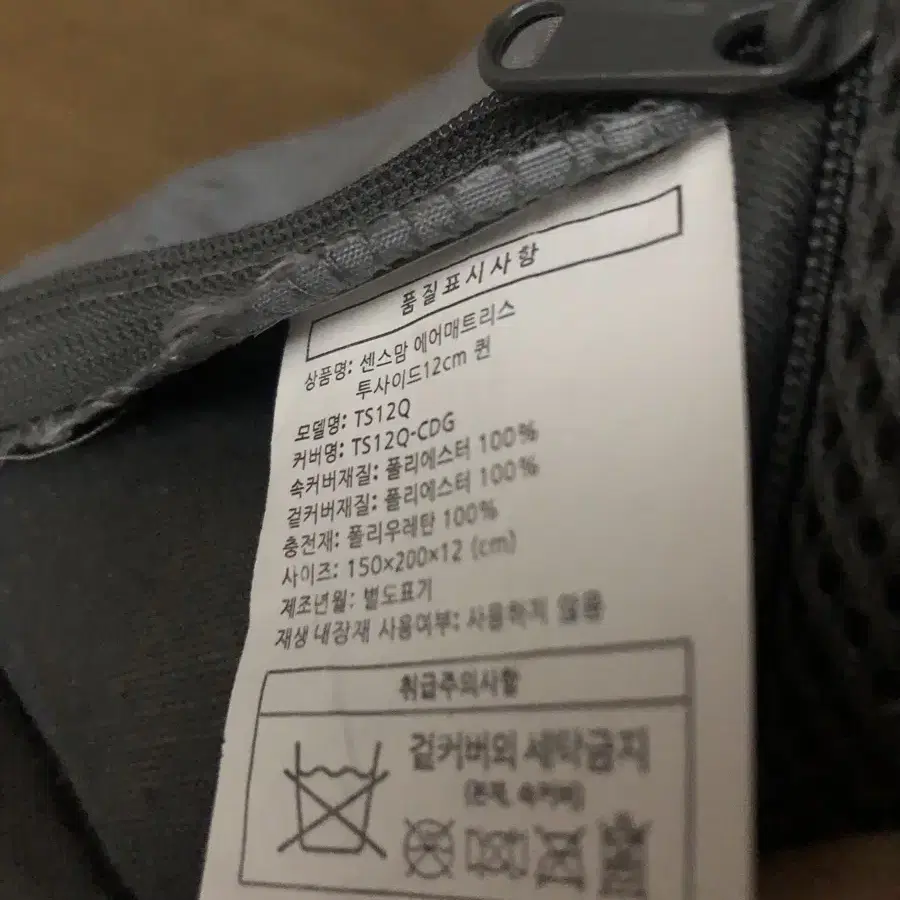 품질표시사항
상품명: 센스맘 에어매트리스
투사이드12cm 퀸
모델명: TS12Q
커버명: TS12Q-CDG
속커버재질: 폴리에스터 100%
겉커버재질: 폴리에스터 100%
충전재: 폴리우레탄 100%
사이즈: 150×200×12 (cm)
제조년월: 별도표기
재생 내장재 사용여부: 사용하지 않음
취급주의사항
겉커버외 세탁금지
(본체, 속커버)